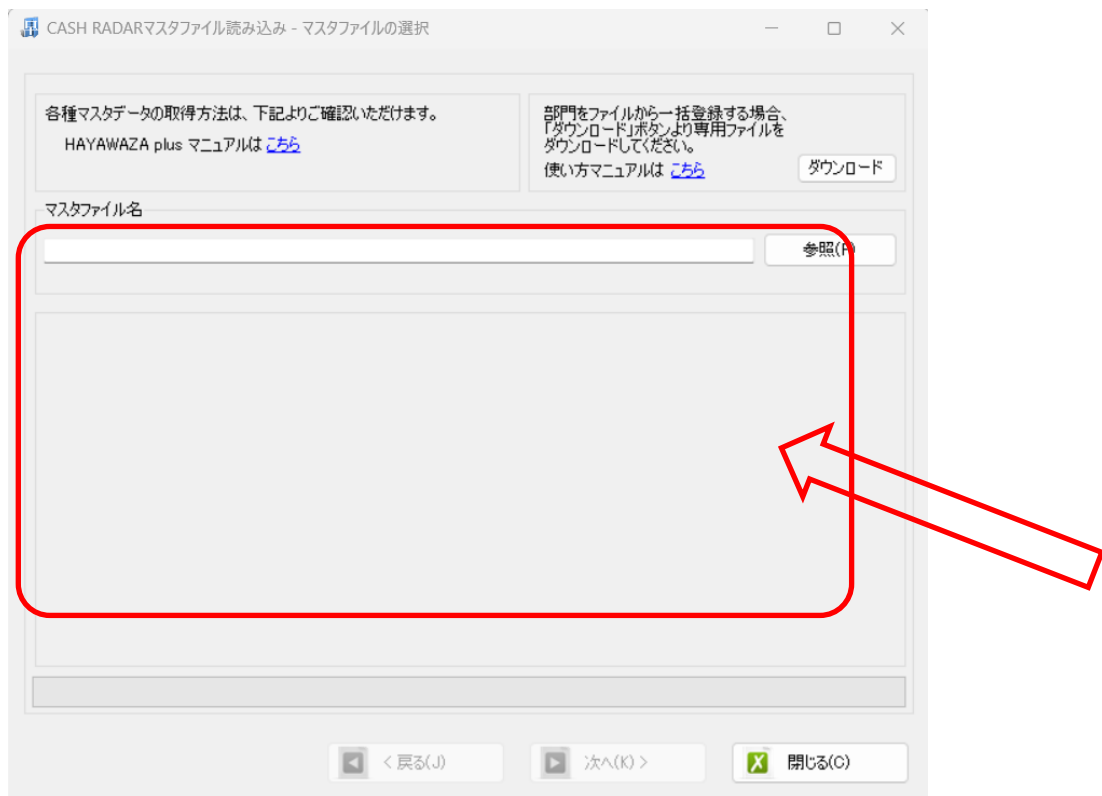 CASH RADARマスタファイル読み込み - マスタファイルの選択
各種マスタデータの取得方法は、下記よりご確認いただけます。
HAYAWAZA plus マニュアルは こちら
部門をファイルから一括登録する場合、
「ダウンロード」ボタンより専用ファイルを
ダウンロードしてください。
使い方マニュアルは こちら
ダウンロード
マスタファイル名
参照(R)
< 戻る(J)
次へ(K) >
閉じる(C)